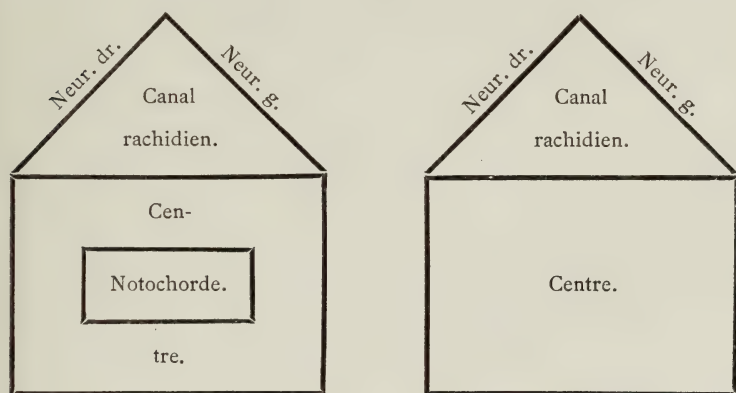 Neur. dr.
Neur. g.
Canal
rachidien.
Cen-
Notochorde.
tre.
Neur. dr.
Neur. g.
Canal
rachidien.
Centre.